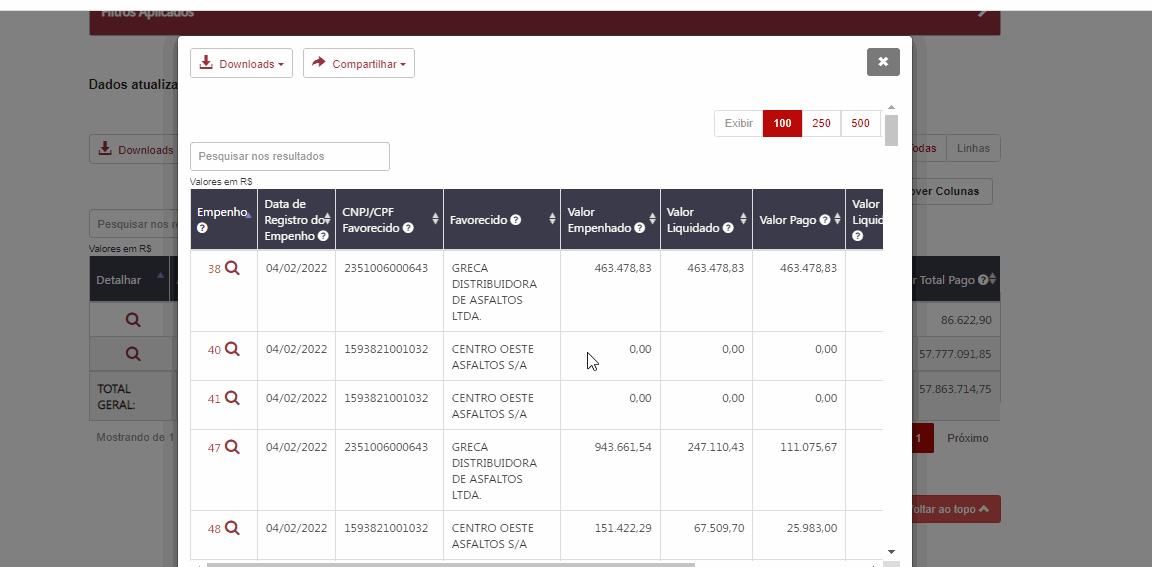 Filtros Aplicados
Dados atualiza
Downloads
Compartilhar
Exibir 100 250 500
Pesquisar nos resultados
Valores em R$
Downloads
Linhas
over Colunas
Pesquisar nos re
Valores em R$
Empenho
Data de
Registro do
Empenho
CNPJ/CPF
Favorecido
Favorecido
Valor
Empenhado
Valor
Liquidado
Valor Pago
Valor
Liquid
Detalhar
r Total Pago
38 04/02/2022 2351006000643 GRECA 463.478,83 463.478,83 463.478,83
DISTRIBUIDORA
DE ASFALTOS
LTDA.
86.622,90
40 04/02/2022 1593821001032 CENTRO OESTE 0,00 0,00 0,00
ASFALTOS S/A
57.777.091,85
41 04/02/2022 1593821001032 CENTRO OESTE 0,00 0,00 0,00
ASFALTOS S/A
TOTAL
GERAL:
57.863.714,75
47 04/02/2022 2351006000643 GRECA 943.661,54 247.110,43 111.075,67
DISTRIBUIDORA
DE ASFALTOS
LTDA.
Mostrando de 1
1 Próximo
48 04/02/2022 1593821001032 CENTRO OESTE 151.422,29 67.509,70 25.983,00
ASFALTOS S/A
oltar ao topo